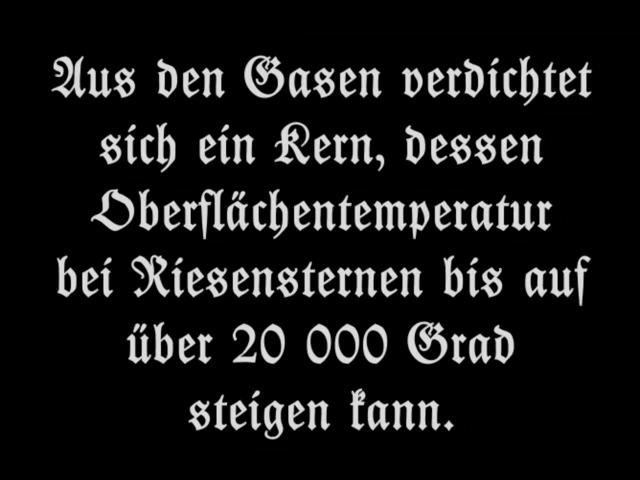 Aus den Gasen verdichtet
sich ein Kern, dessen
Oberflächentemperatur
bei Riesensternen bis auf
über 20 000 Grad
steigen kann.